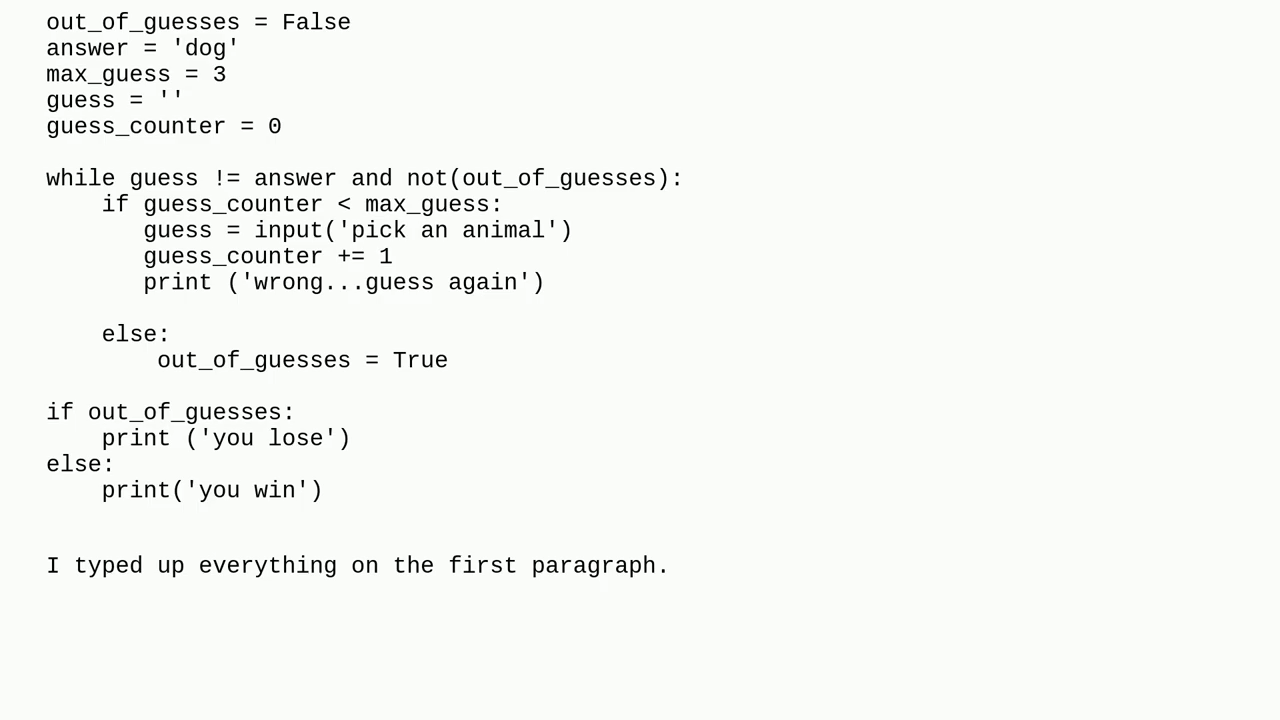 out_of_guesses = False
answer = 'dog'
max_guess = 3
guess = ''
guess_counter = 0

while guess != answer and not(out_of_guesses):
    if guess_counter < max_guess:
       guess = input('pick an animal')
       guess_counter += 1
       print ('wrong...guess again')

    else:
        out_of_guesses = True

if out_of_guesses:
    print ('you lose')
else:
    print('you win')

I typed up everything on the first paragraph.